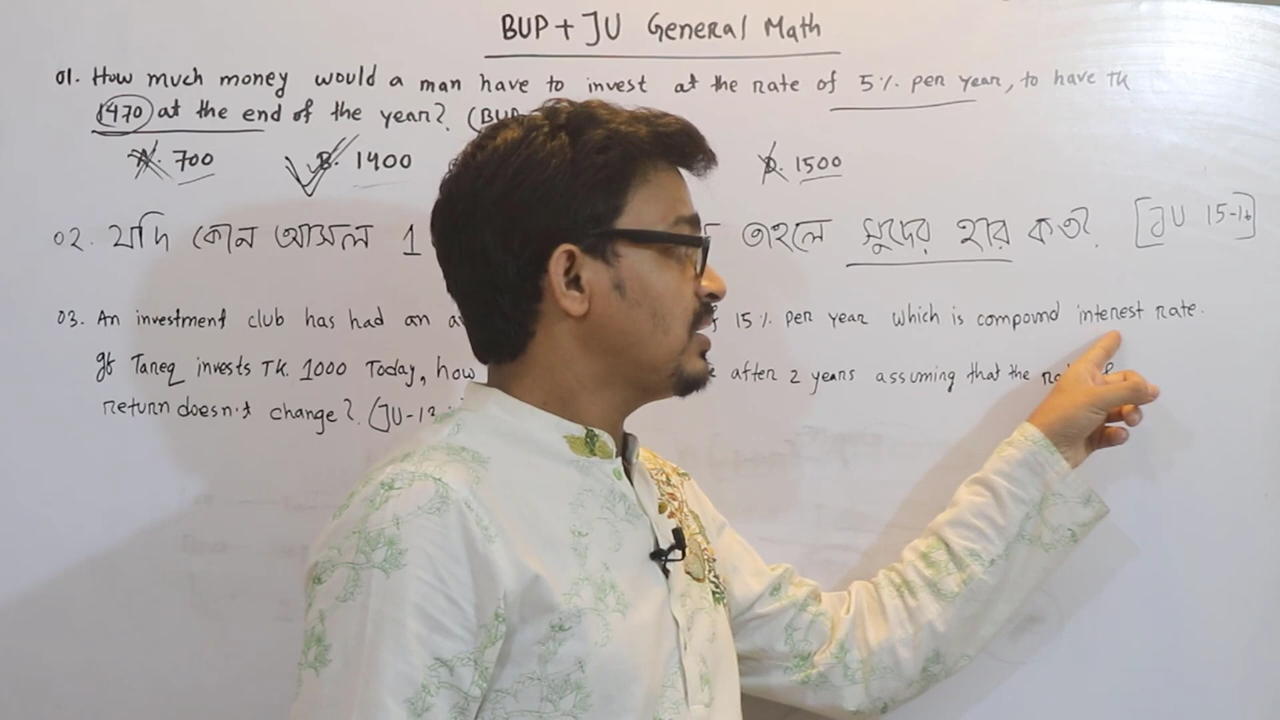 BUP + JU General Math
01. How much money would a man have to invest at the rate of 5% per year, to have tk
1470 at the end of the year? (BUP
A. 700 B. 1400 D. 1500
02. যদি কোন আসল 1 তাহলে সুদের হার কত? [JU 15-16]
03. An investment club has had an 15% per year which is compound interest rate.
If Tareq invests TK. 1000 Today, how after 2 years assuming that the
return doesn't change? (JU-12